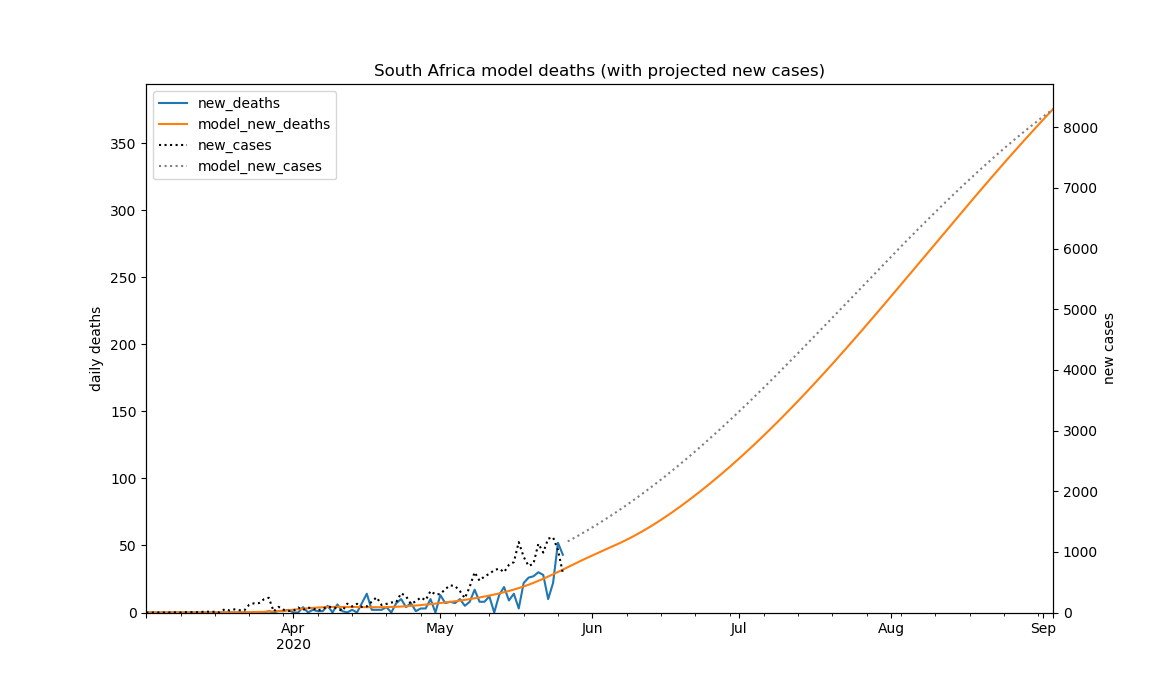 South Africa model deaths (with projected new cases)
new_deaths
model_new_deaths
new_cases
model_new_cases
350
300
250
200
150
100
50
0
daily deaths
8000
7000
6000
5000
4000
3000
2000
1000
0
new cases
Apr
2020
May
Jun
Jul
Aug
Sep